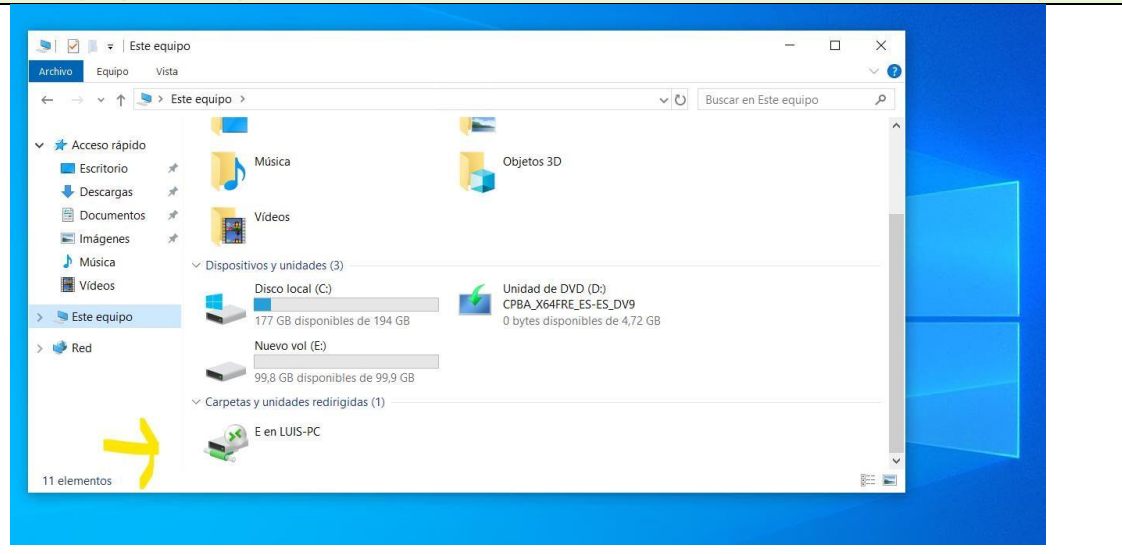 Este equipo
Archivo Equipo Vista
Este equipo
Buscar en Este equipo
Acceso rápido
Escritorio
Descargas
Documentos
Imágenes
Música
Vídeos
Este equipo
Red
Música
Objetos 3D
Vídeos
Dispositivos y unidades (3)
Disco local (C:)
177 GB disponibles de 194 GB
Unidad de DVD (D:)
CPBA_X64FRE_ES-ES_DV9
0 bytes disponibles de 4,72 GB
Nuevo vol (E:)
99,8 GB disponibles de 99,9 GB
Carpetas y unidades redirigidas (1)
E en LUIS-PC
11 elementos